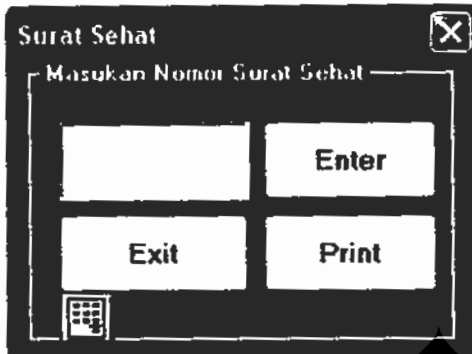 Surat Sehat
Masukan Nomor Surat Sehat
Enter
Exit
Print